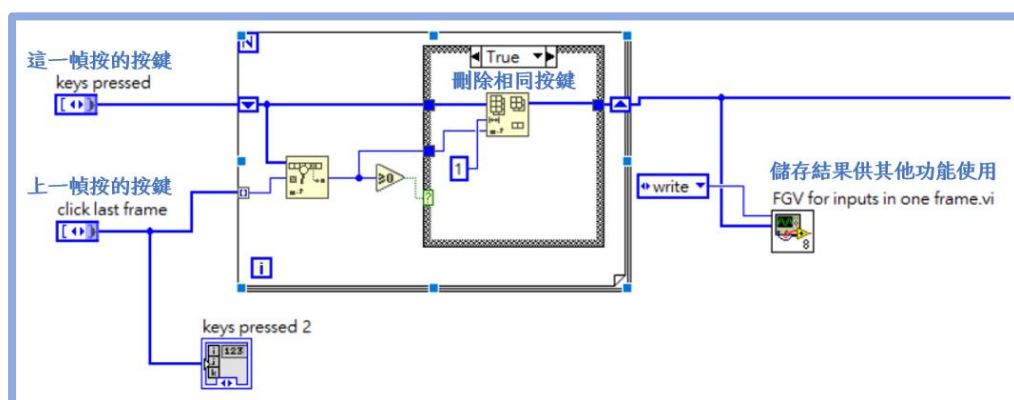 N
True
這一幀按的按鍵
keys pressed
刪除相同按鍵
1
≥0
?
上一幀按的按鍵
click last frame
write
儲存結果供其他功能使用
FGV for inputs in one frame.vi
8
i
keys pressed 2
i
j
k
123